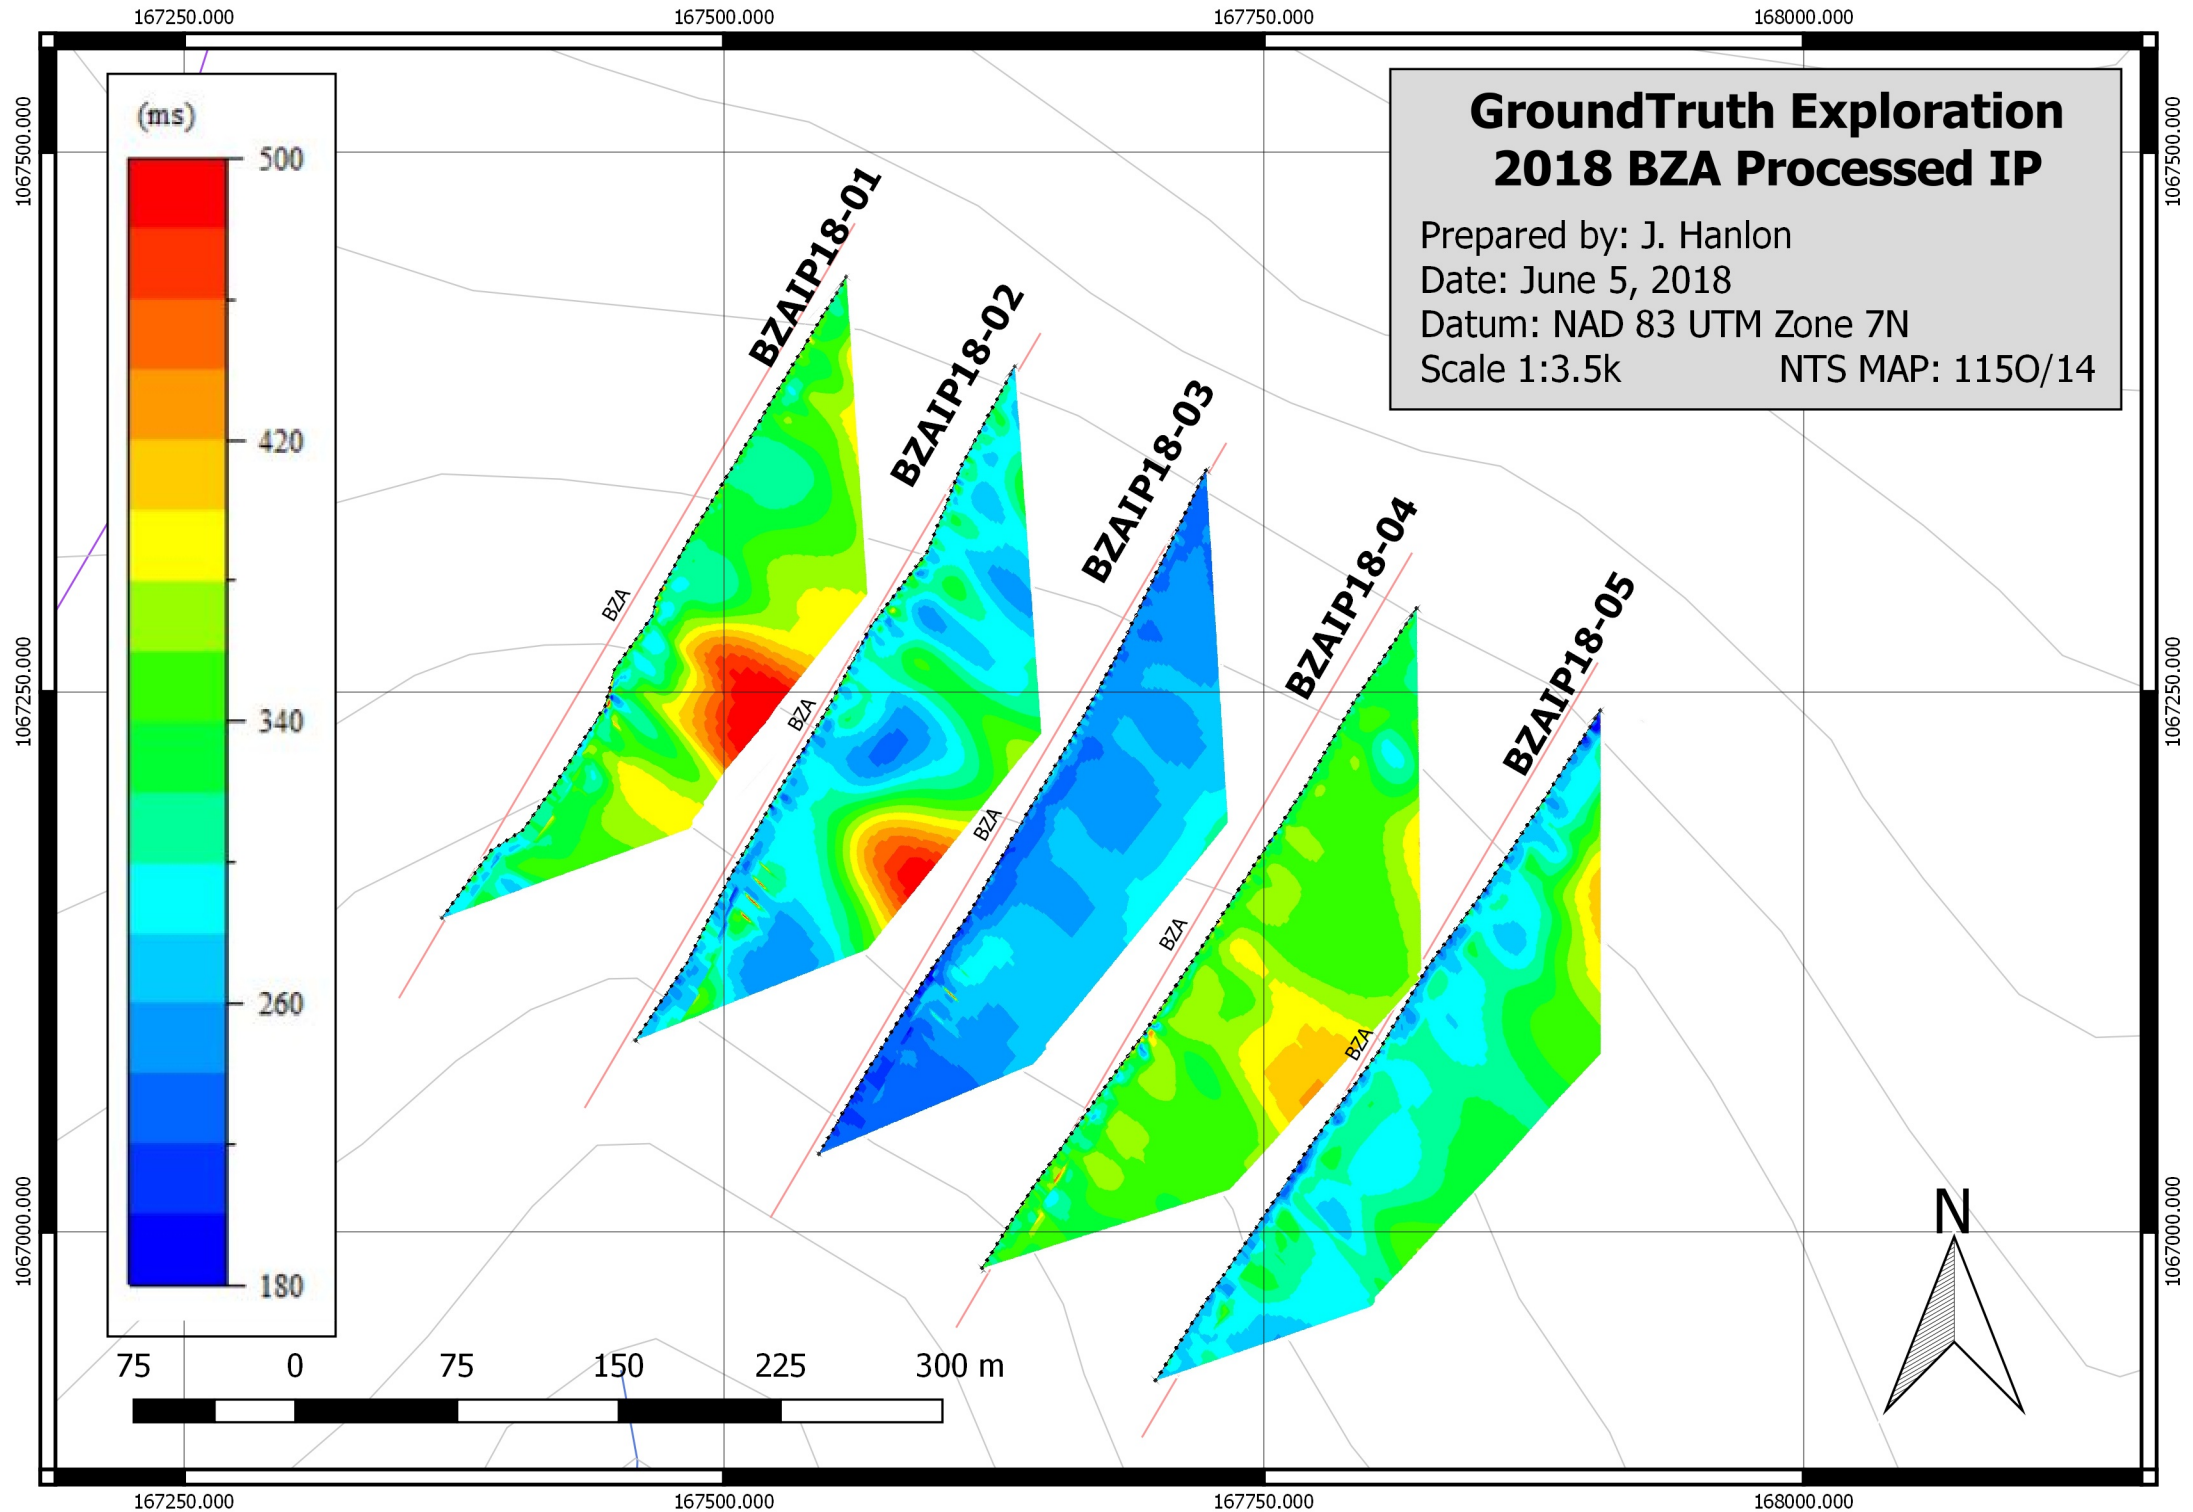 167250.000 167500.000 167750.000 168000.000
1067500.000
1067500.000
(ms)
500
420
340
260
180
GroundTruth Exploration
2018 BZA Processed IP
Prepared by: J. Hanlon
Date: June 5, 2018
Datum: NAD 83 UTM Zone 7N
Scale 1:3.5k NTS MAP: 115O/14
BZAIP18-01
BZAIP18-02
BZAIP18-03
BZAIP18-04
BZAIP18-05
BZA
BZA
BZA
BZA
BZA
1067250.000
1067250.000
1067000.000
1067000.000
N
75 0 75 150 225 300 m
167250.000 167500.000 167750.000 168000.000